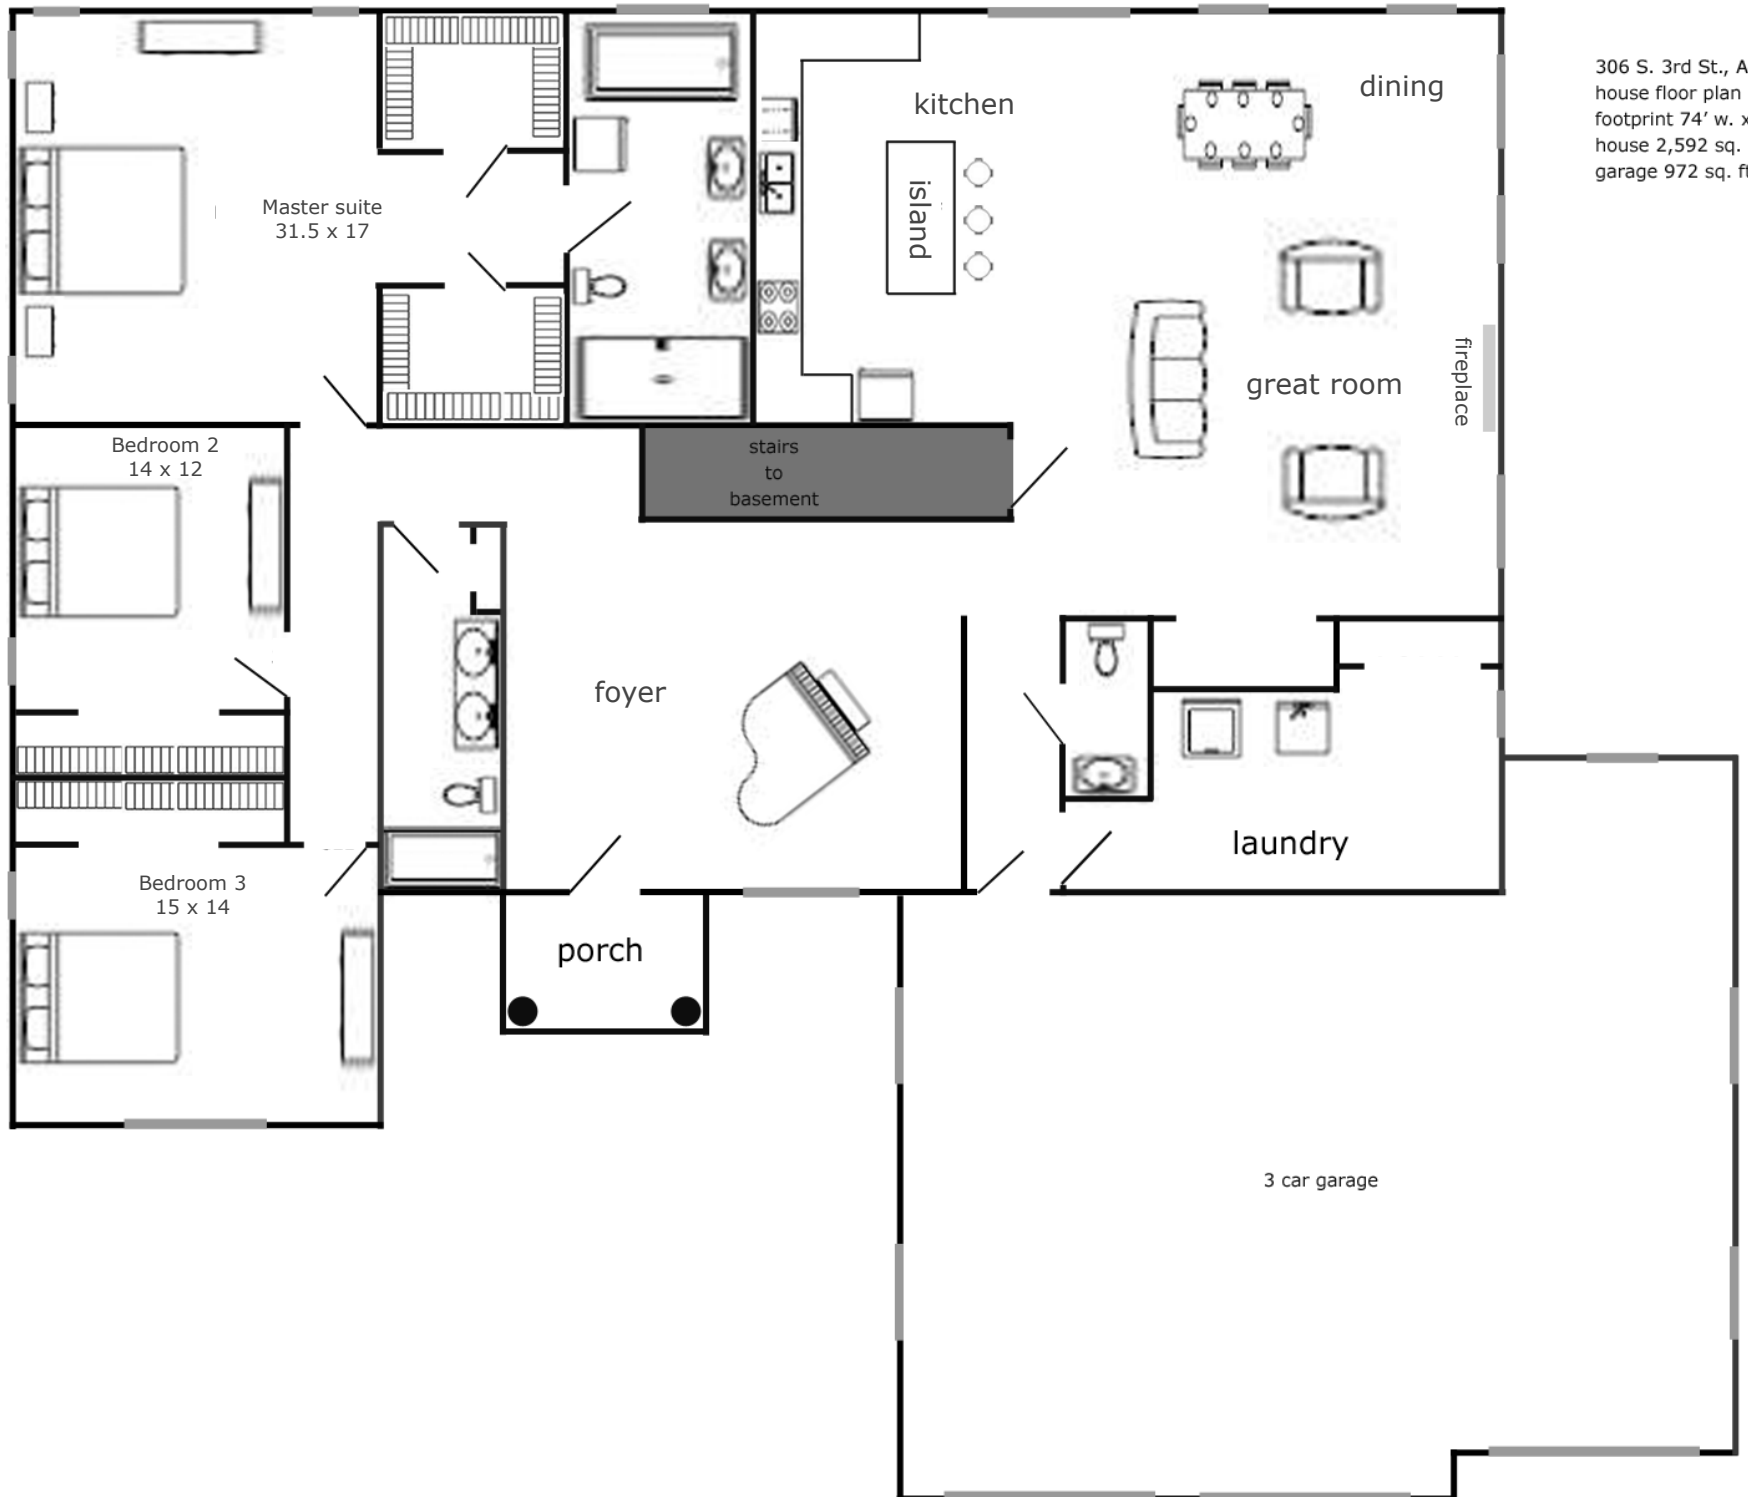 306 S. 3rd St.,
house floor plan
footprint 74' w. x
house 2,592 sq.
garage 972 sq.
kitchen
dining
island
Master suite
31.5 x 17
fireplace
great room
Bedroom 2
14 x 12
stairs
to
basement
foyer
laundry
Bedroom 3
15 x 14
porch
3 car garage